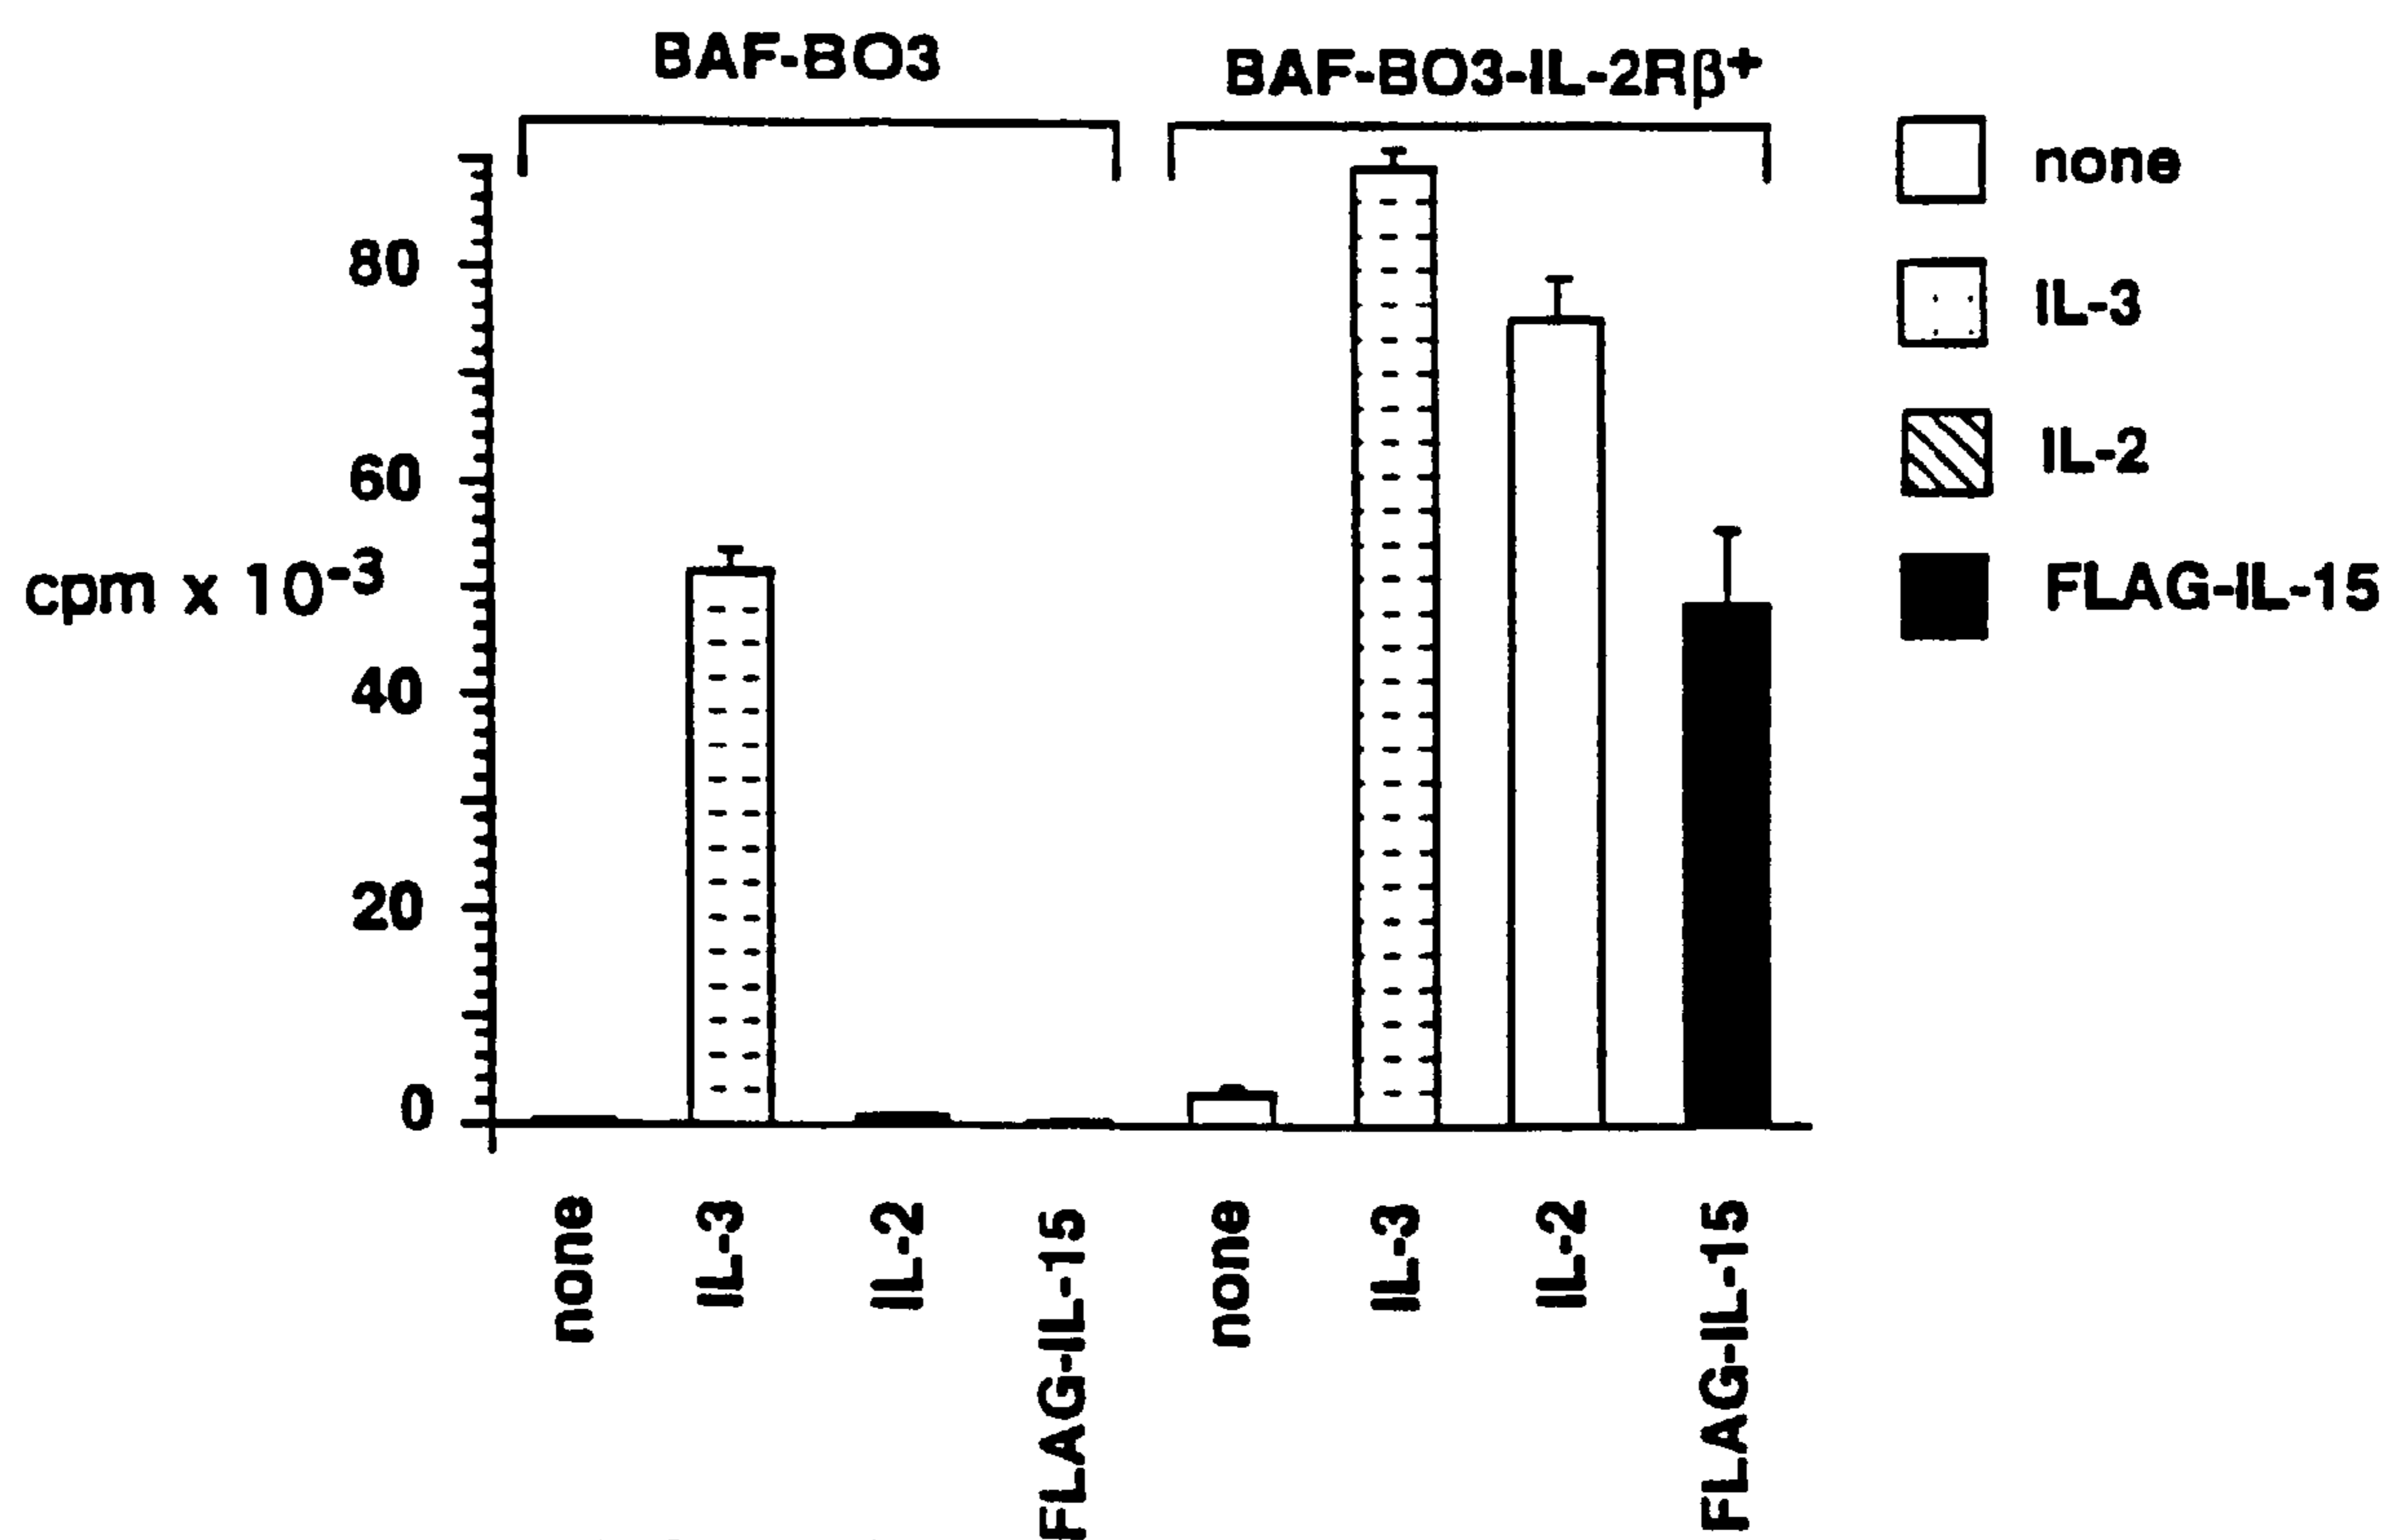 BAF-BO3
BAF-BO3-IL-2Rβ+
80
60
cpm x 10-3
40
20
0
none
IL-3
IL-2
FLAG-IL-15
none
IL-3
IL-2
FLAG-IL-15
none
IL-3
IL-2
FLAG-IL-15